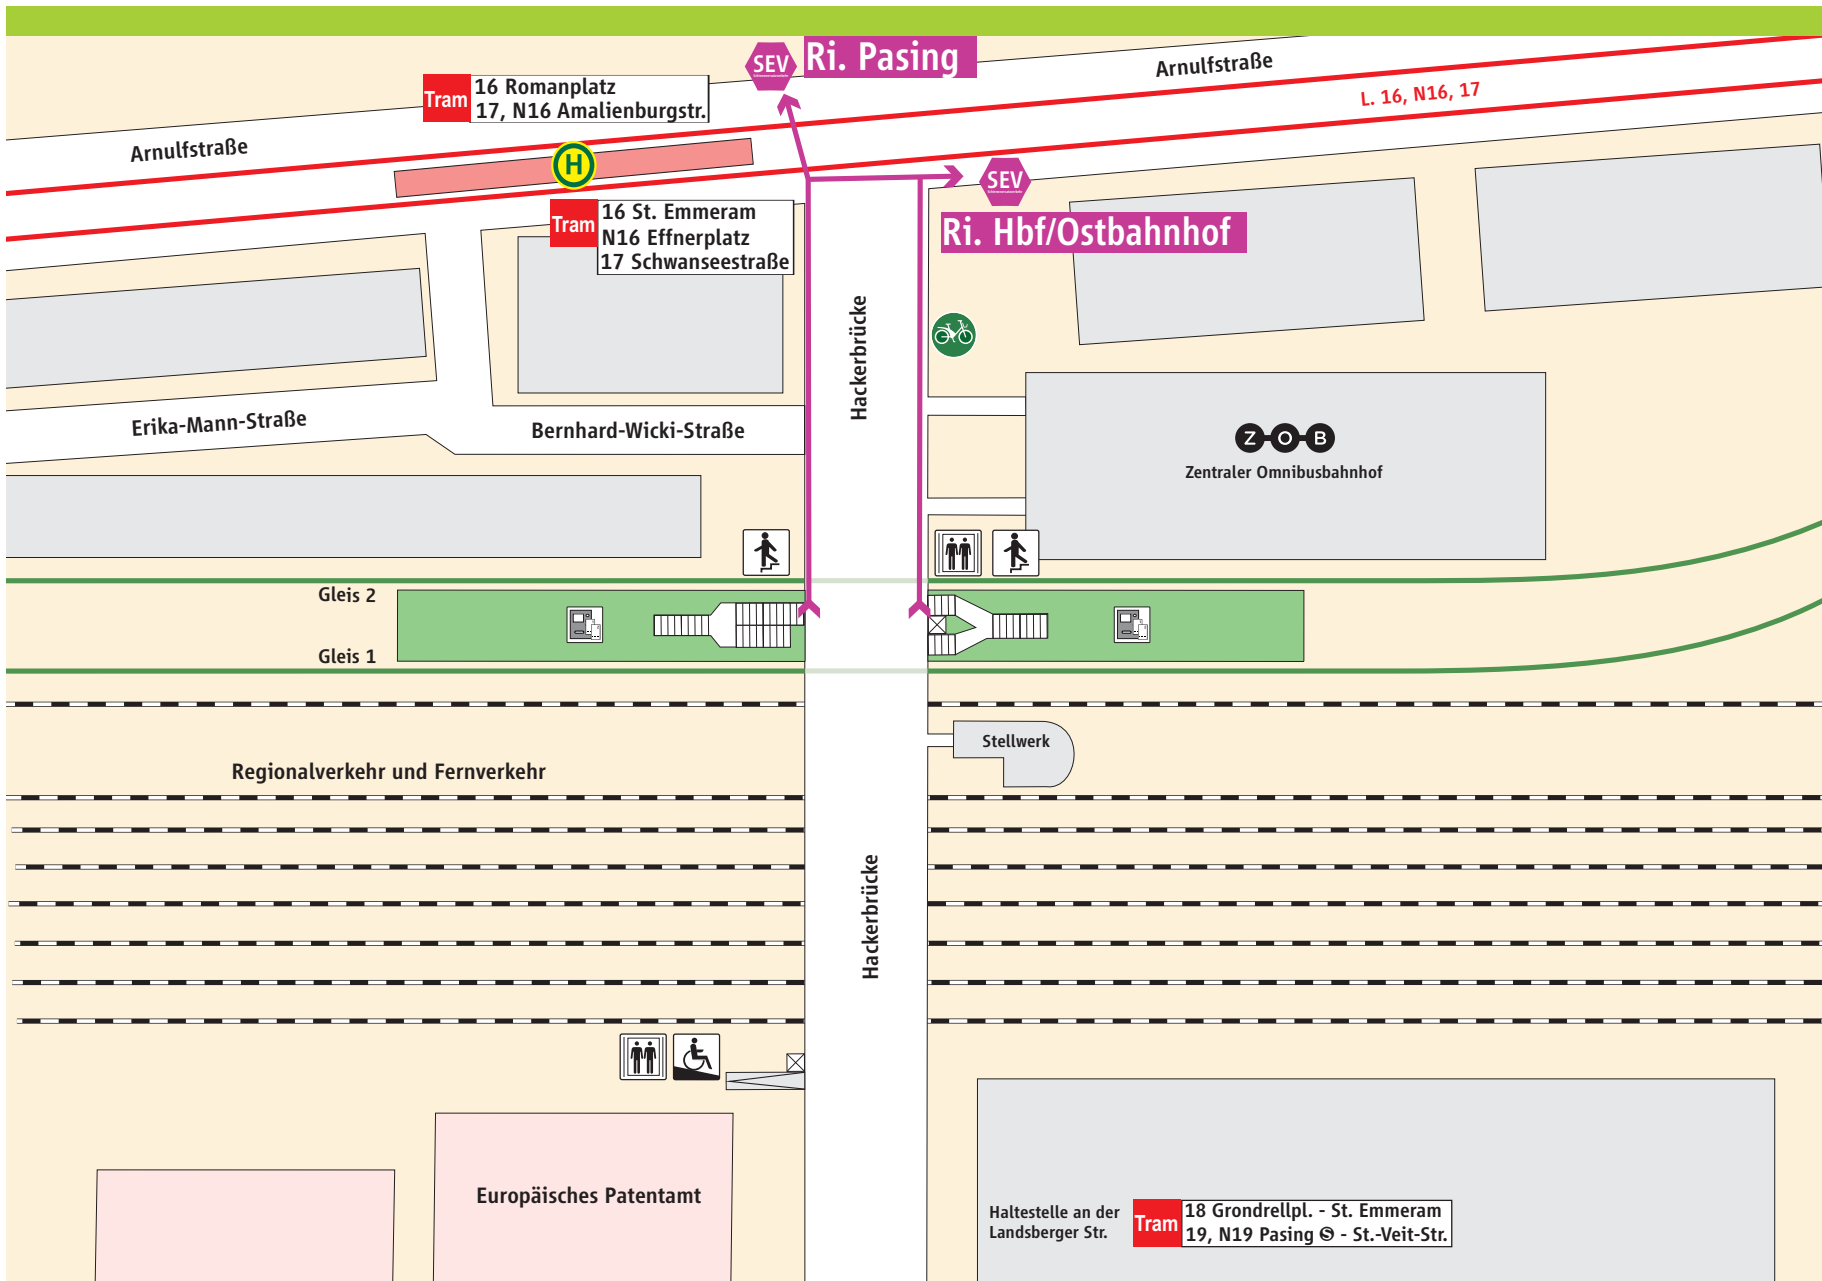 SEV
Ri. Pasing
Arnulfstraße
Tram
16 Romanplatz
17, N16 Amalienburgstr.
L. 16, N16, 17
Arnulfstraße
H
SEV
Tram
16 St. Emmeram
N16 Effnerplatz
17 Schwanseestraße
Ri. Hbf/Ostbahnhof
Hackerbrücke
Erika-Mann-Straße
Bernhard-Wicki-Straße
ZOB
Zentraler Omnibusbahnhof
Gleis 2
Gleis 1
Stellwerk
Regionalverkehr und Fernverkehr
Hackerbrücke
Europäisches Patentamt
Haltestelle an der
Landsberger Str.
Tram
18 Grondrellpl. - St. Emmeram
19, N19 Pasing S - St.-Veit-Str.